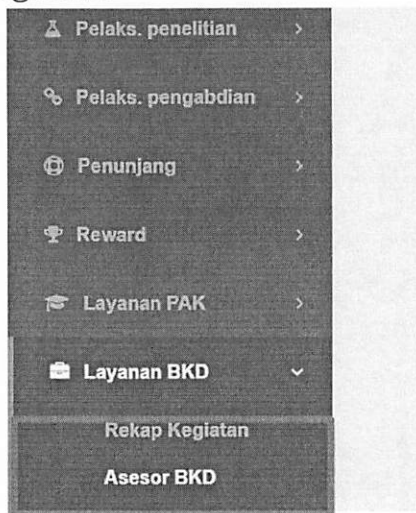 Pelaks. penelitian
Pelaks. pengabdian
Penunjang
Reward
Layanan PAK
Layanan BKD
Rekap Kegiatan
Asesor BKD